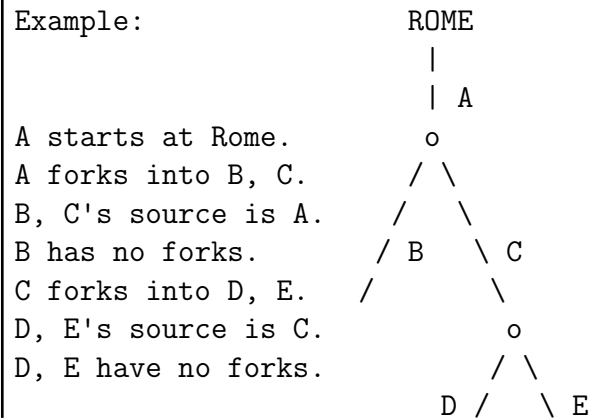 Example: ROME
|
| A
A starts at Rome. o
A forks into B, C. / \
B, C's source is A. / \
B has no forks. / B \ C
C forks into D, E. / \
D, E's source is C. o
D, E have no forks. / \
D / \ E